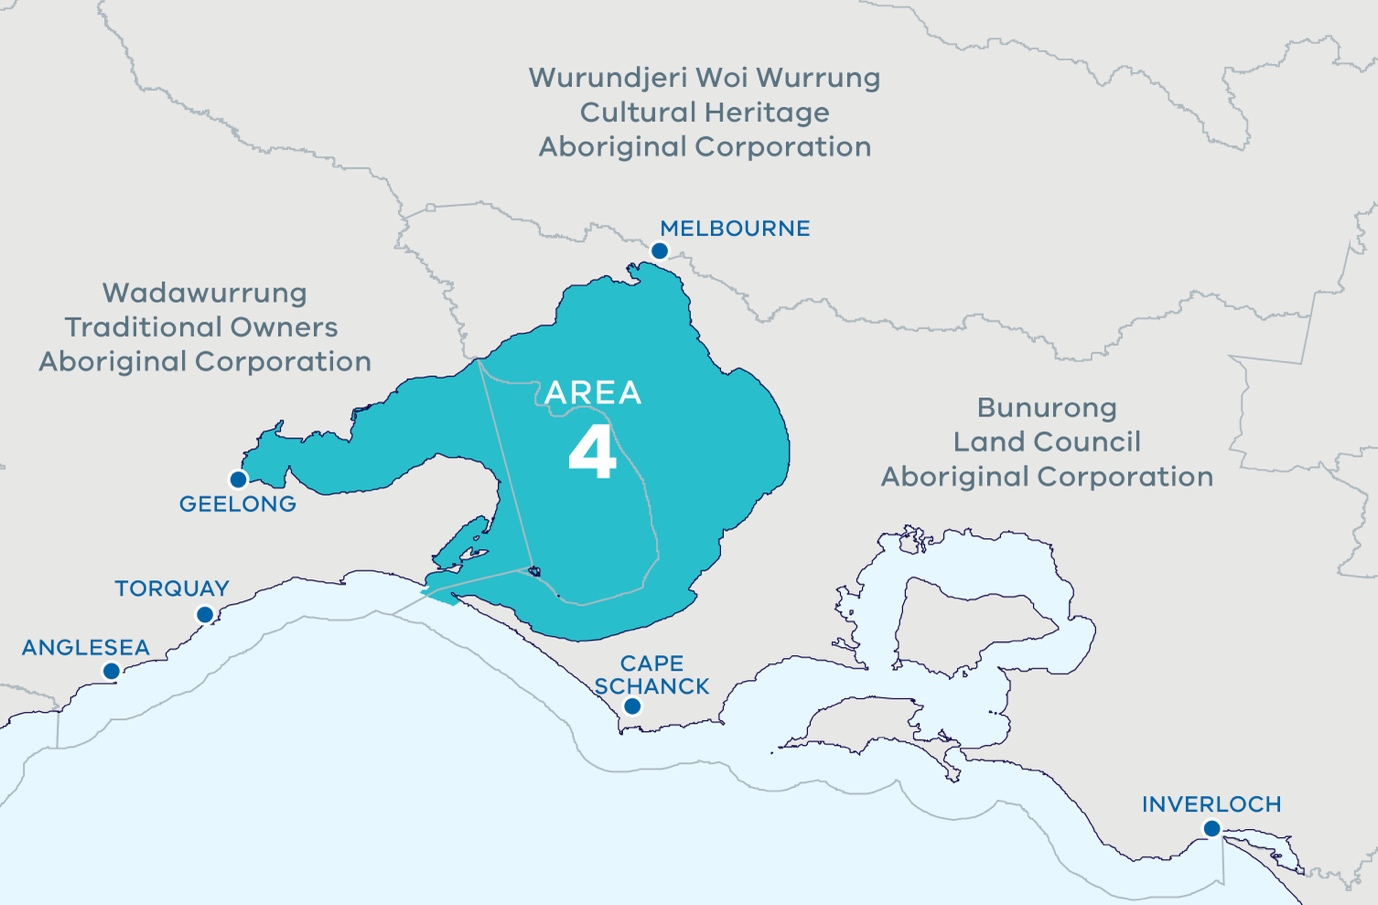 Wurundjeri Woi Wurrung
Cultural Heritage
Aboriginal Corporation
MELBOURNE
Wadawurrung
Traditional Owners
Aboriginal Corporation
AREA
4
Bunurong
Land Council
Aboriginal Corporation
GEELONG
TORQUAY
ANGLESEA
CAPE
SCHANCK
INVERLOCH